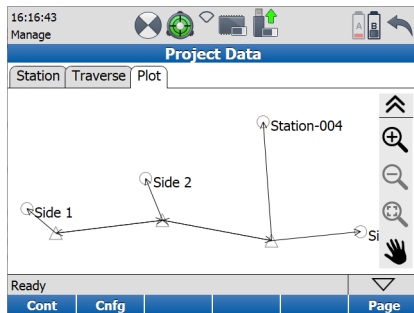 16:16:43
Manage
A B
Project Data
Station Traverse Plot
Station-004
Side 2
Side 1
Si
Ready
Cont Cnfg Page